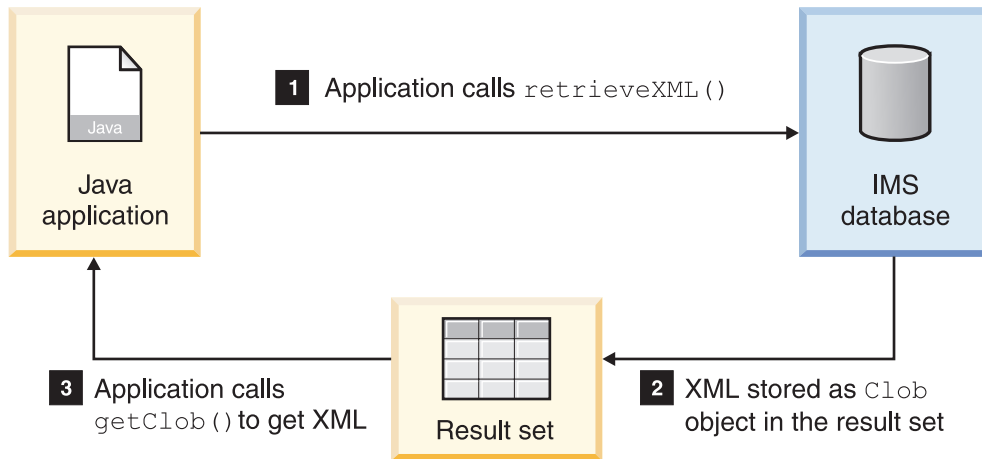 1 Application calls retrieveXML()
Java
Java
application
IMS
database
3 Application calls
getClob() to get XML
Result set
2 XML stored as Clob
object in the result set